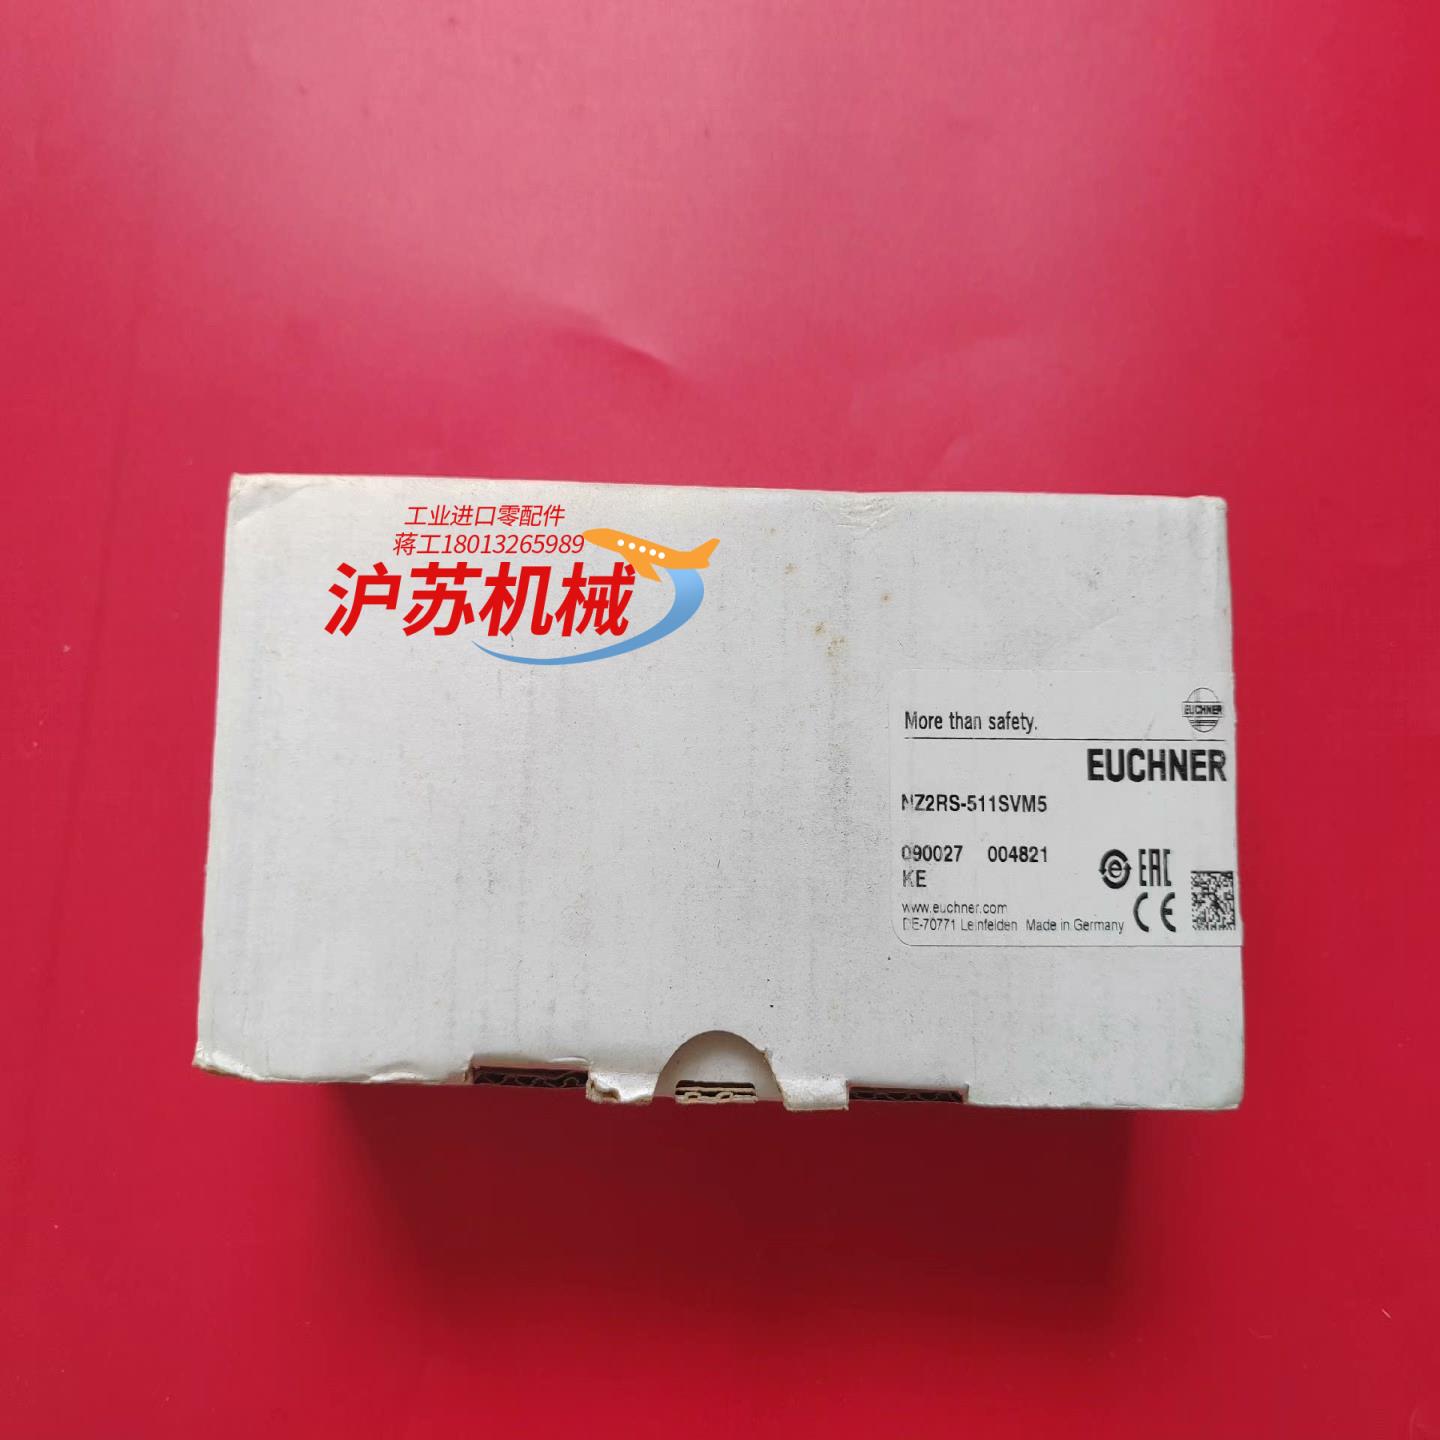 工业进口零配件
蒋工18013265989
沪苏机械
EUCHNER
More than safety.
EUCHNER
NZ2RS-511SVM5
090027 004821
KE
EAC
CE
www.euchner.com
DE-70771 Leinfelden Made in Germany